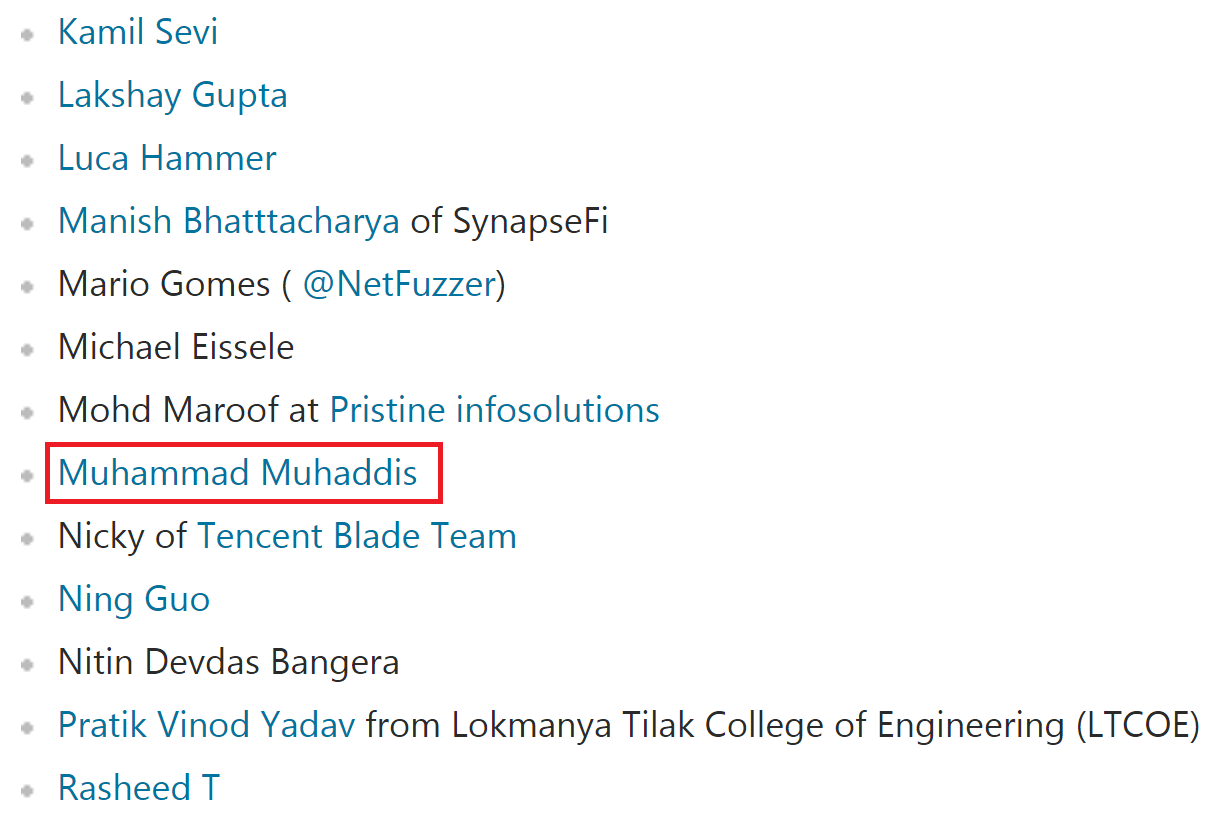 Kamil Sevi
Lakshay Gupta
Luca Hammer
Manish Bhatttacharya of SynapseFi
Mario Gomes ( @NetFuzzer)
Michael Eissele
Mohd Maroof at Pristine infosolutions
Muhammad Muhaddis
Nicky of Tencent Blade Team
Ning Guo
Nitin Devdas Bangera
Pratik Vinod Yadav from Lokmanya Tilak College of Engineering (LTCOE)
Rasheed T